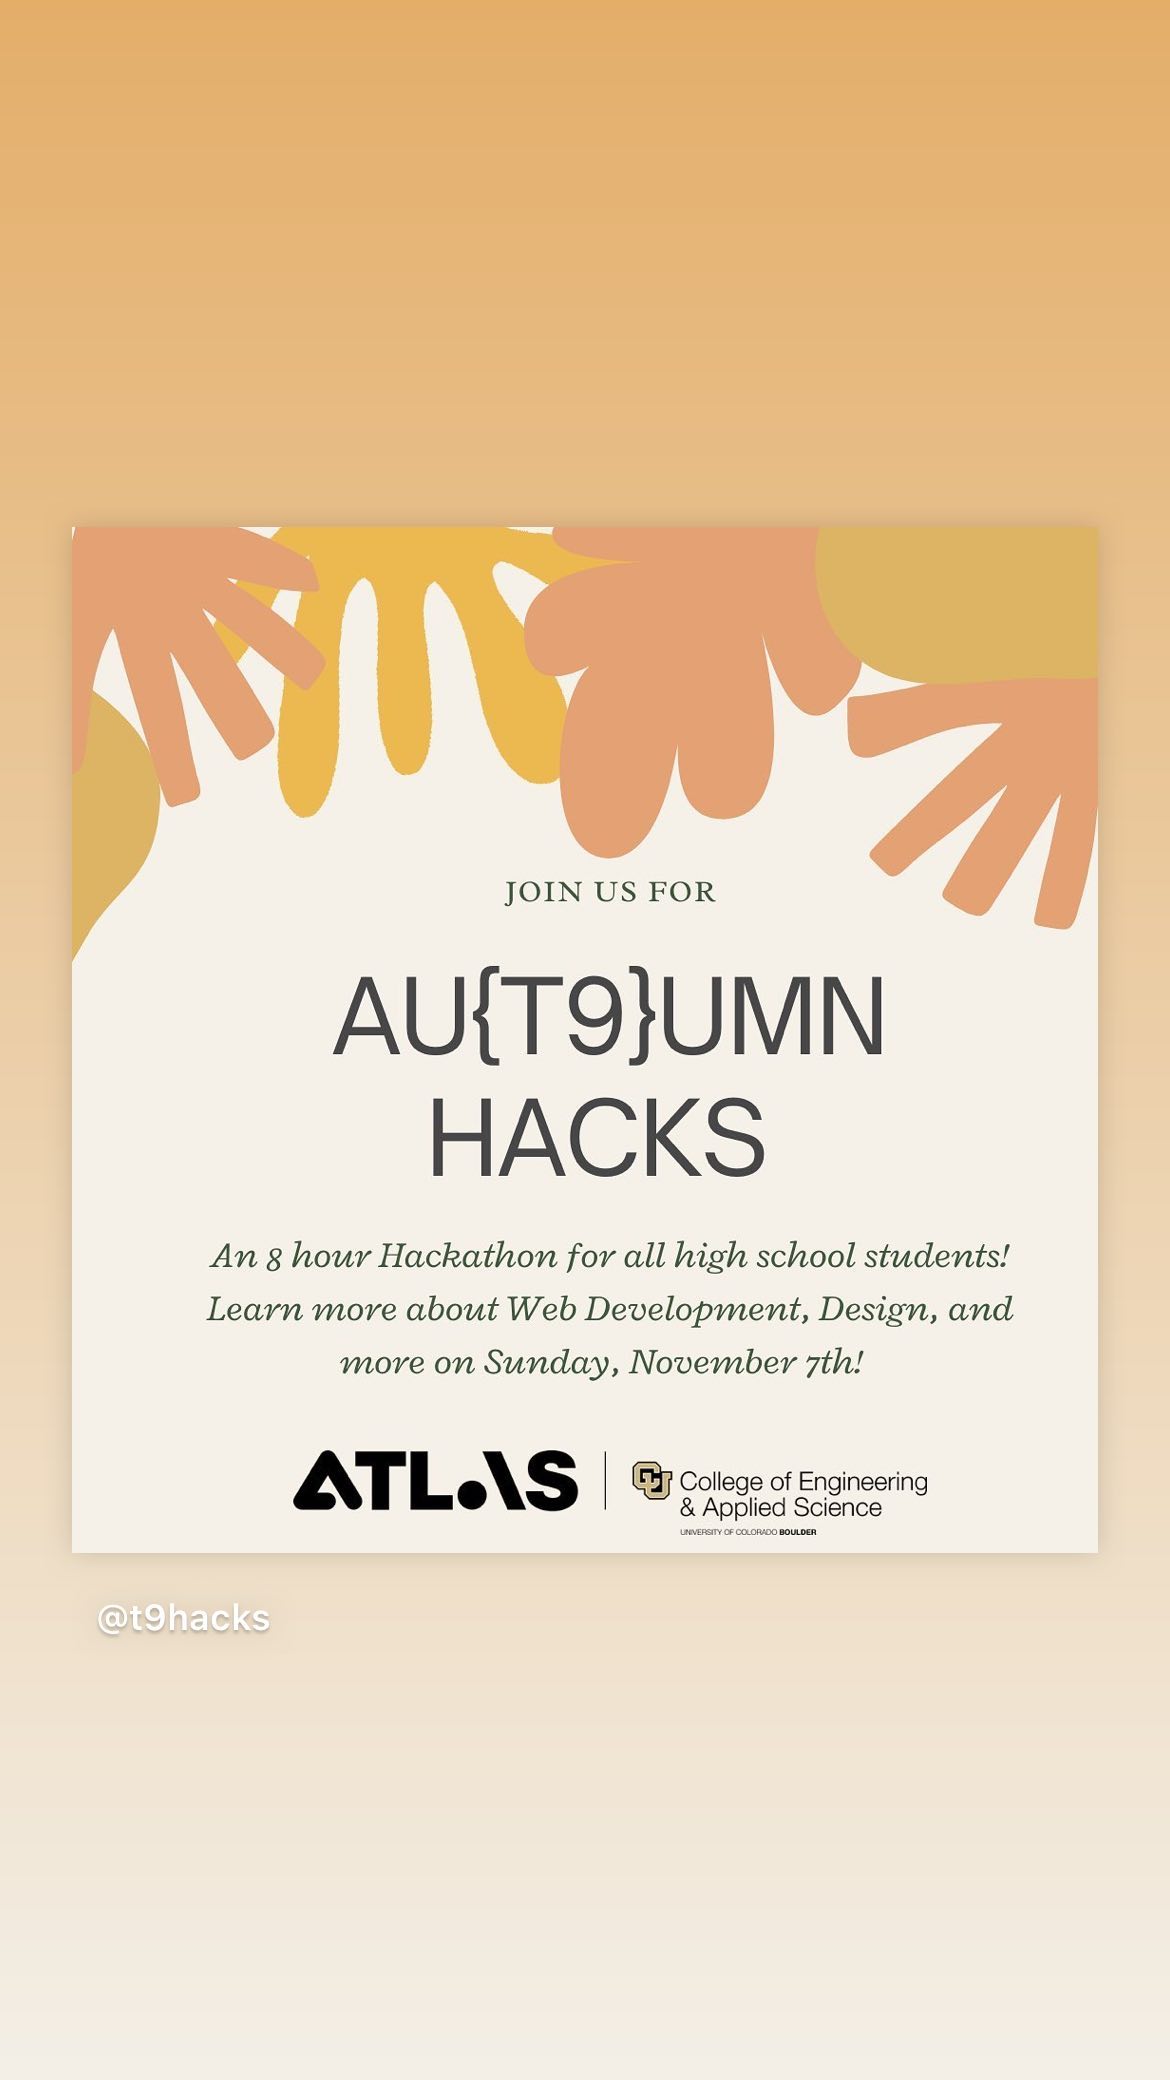 JOIN US FOR
AU{T9}UMN
HACKS
An 8 hour Hackathon for all high school students!
Learn more about Web Development, Design, and
more on Sunday, November 7th!
ATLAS
CU College of Engineering
& Applied Science
UNIVERSITY OF COLORADO BOULDER
@t9hacks